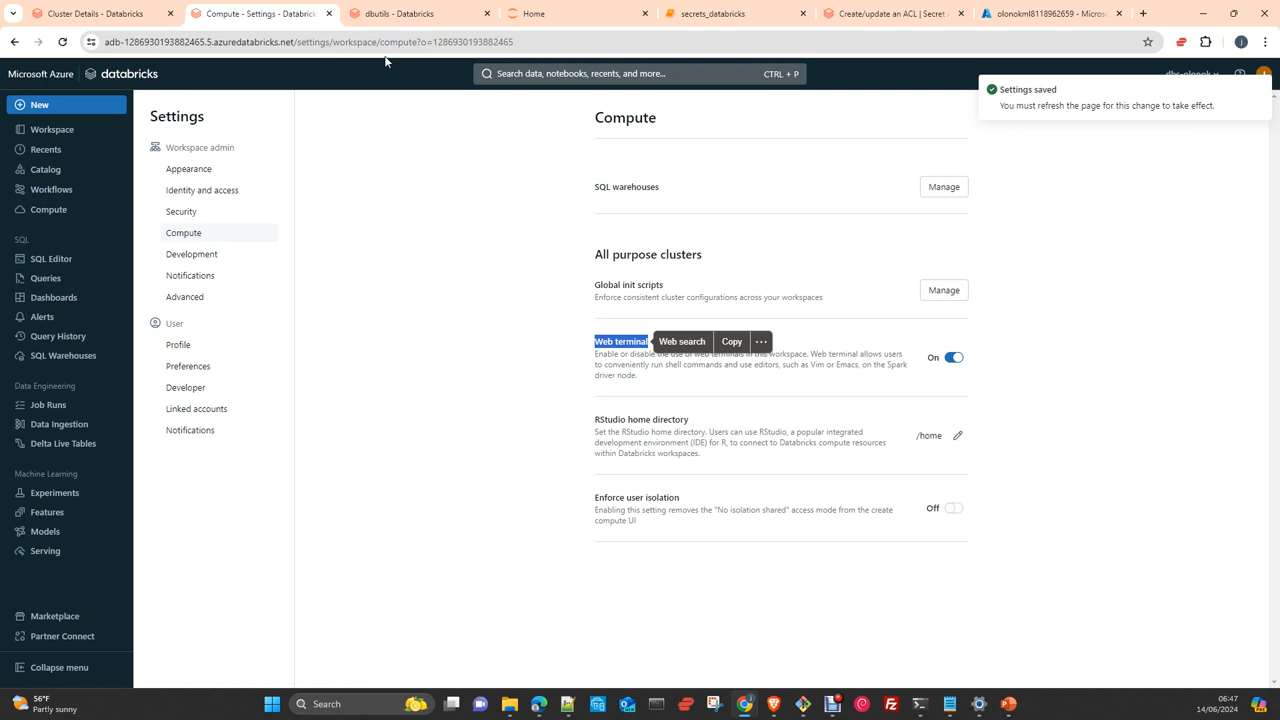 Cluster Details - Databricks
Compute - Settings - Databrick
dbutils - Databricks
Home
secrets_databricks
Create/update an ACL | Secret
olonokml8118962659 - Micros
adb-1286930193882465.5.azuredatabricks.net/settings/workspace/compute?o=1286930193882465
Microsoft Azure
databricks
Search data, notebooks, recents, and more...
CTRL + P
Settings saved
You must refresh the page for this change to take effect.
New
Workspace
Recents
Catalog
Workflows
Compute
SQL
SQL Editor
Queries
Dashboards
Alerts
Query History
SQL Warehouses
Data Engineering
Job Runs
Data Ingestion
Delta Live Tables
Machine Learning
Experiments
Features
Models
Serving
Marketplace
Partner Connect
Collapse menu
Settings
Workspace admin
Appearance
Identity and access
Security
Compute
Development
Notifications
Advanced
User
Profile
Preferences
Developer
Linked accounts
Notifications
Compute
SQL warehouses
Manage
All purpose clusters
Global init scripts
Enforce consistent cluster configurations across your workspaces
Manage
Web terminal
Web search
Copy
Enable or disable the use of web terminals in this workspace. Web terminal allows users
to conveniently run shell commands and use editors, such as Vim or Emacs, on the Spark
driver node.
On
RStudio home directory
Set the RStudio home directory. Users can use RStudio, a popular integrated
development environment (IDE) for R, to connect to Databricks compute resources
within Databricks workspaces.
/home
Enforce user isolation
Enabling this setting removes the "No isolation shared" access mode from the create
compute UI
Off
56°F
Partly sunny
Search
06:47
14/06/2024